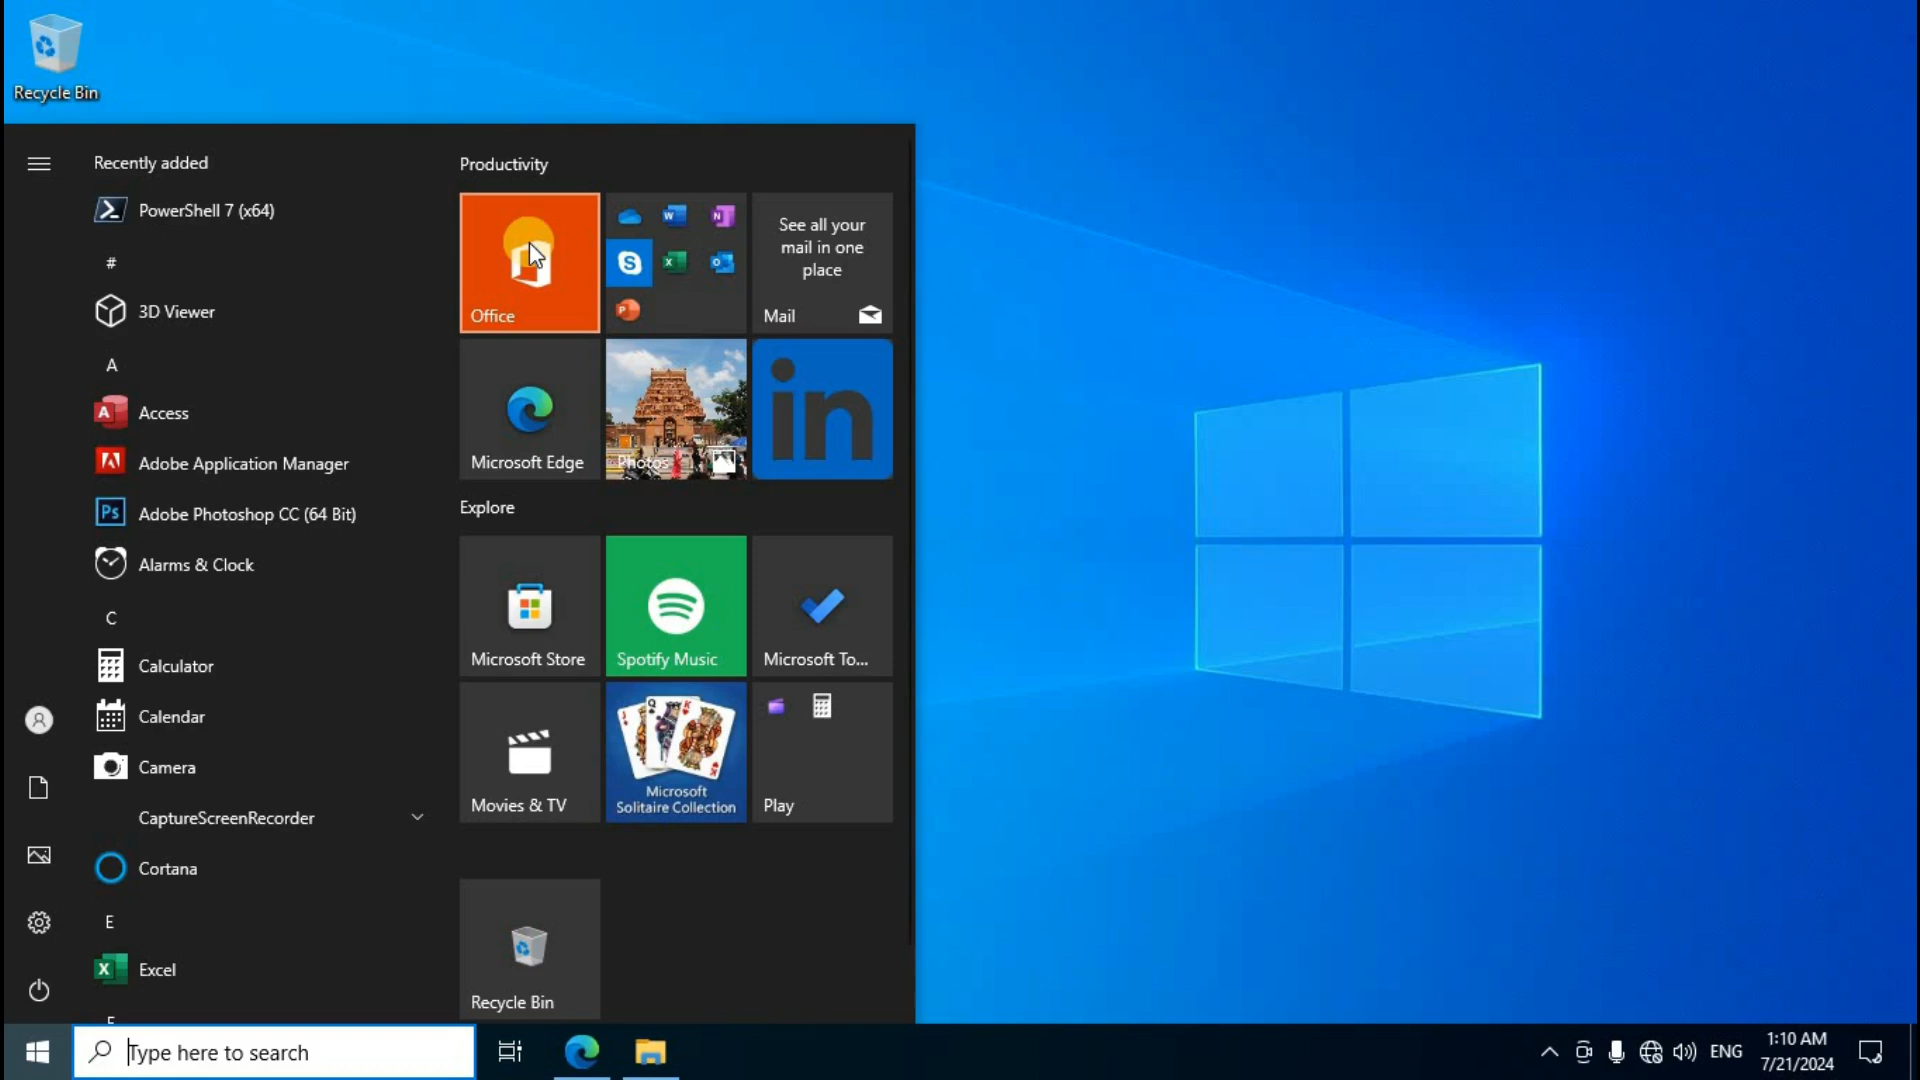 Recycle Bin
Recently added
PowerShell 7 (x64)
#
3D Viewer
A
Access
Adobe Application Manager
Adobe Photoshop CC (64 Bit)
Alarms & Clock
C
Calculator
Calendar
Camera
CaptureScreenRecorder
Cortana
E
Excel
Productivity
Office
See all your
mail in one
place
Mail
Microsoft Edge
Photos
in
Explore
Microsoft Store
Spotify Music
Microsoft To...
Movies & TV
Microsoft
Solitaire Collection
Play
Recycle Bin
Type here to search
ENG
1:10 AM
7/21/2024